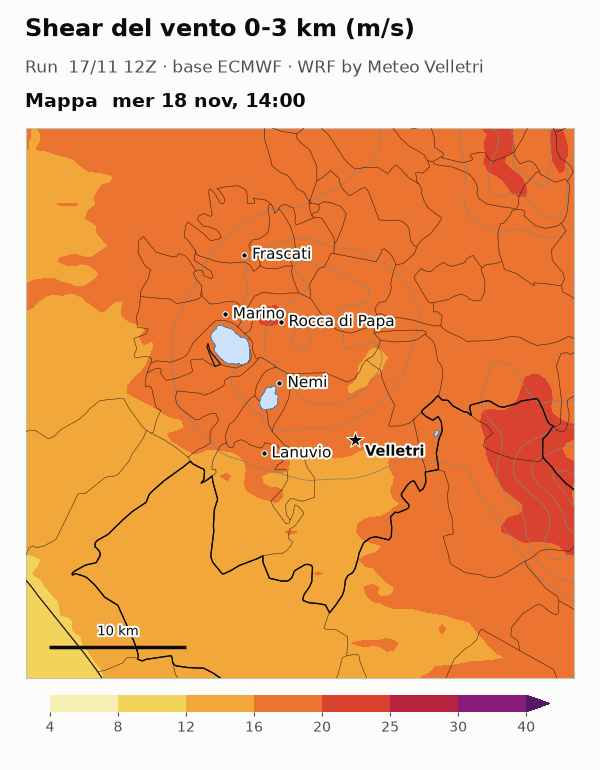 Shear del vento 0-3 km (m/s)
Run  17/11 12Z · base ECMWF · WRF by Meteo Velletri
Mappa  mer 18 nov, 14:00
Frascati
Marino
Rocca di Papa
Nemi
Velletri
Lanuvio
10 km
4 8 12 16 20 25 30 40